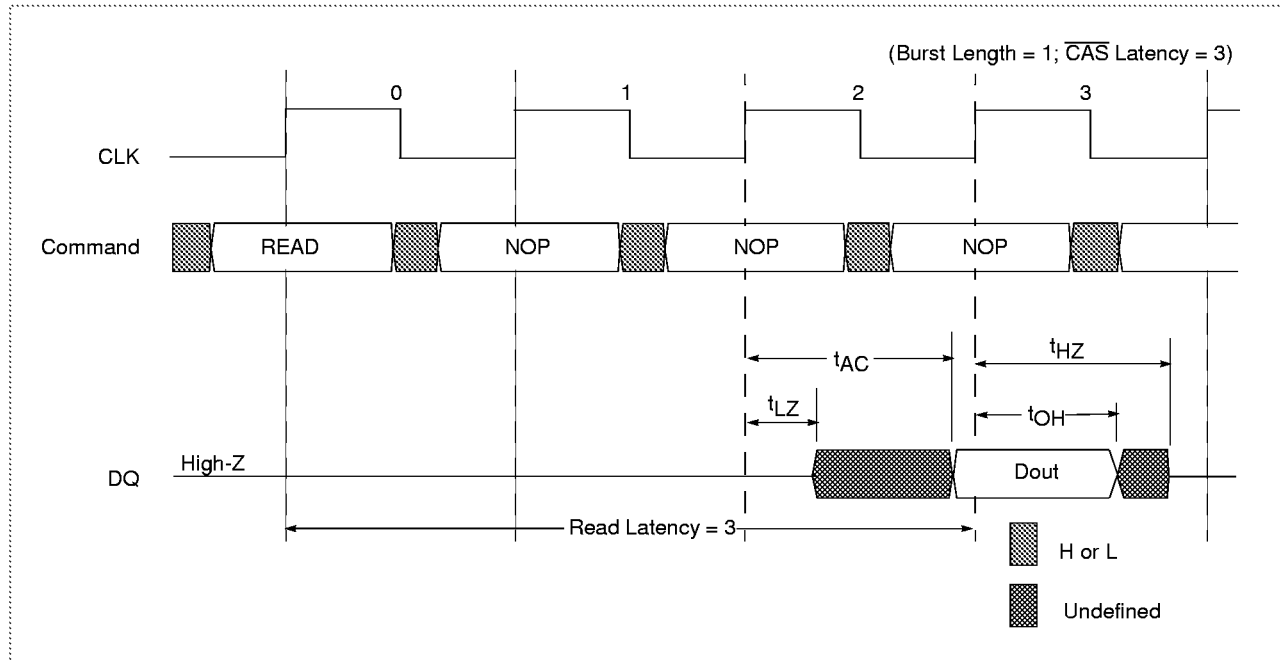 (Burst Length = 1; CAS Latency = 3)
0 1 2 3
CLK
Command READ NOP NOP NOP
tAC tHZ
tLZ tOH
DQ High-Z Dout
Read Latency = 3
H or L
Undefined